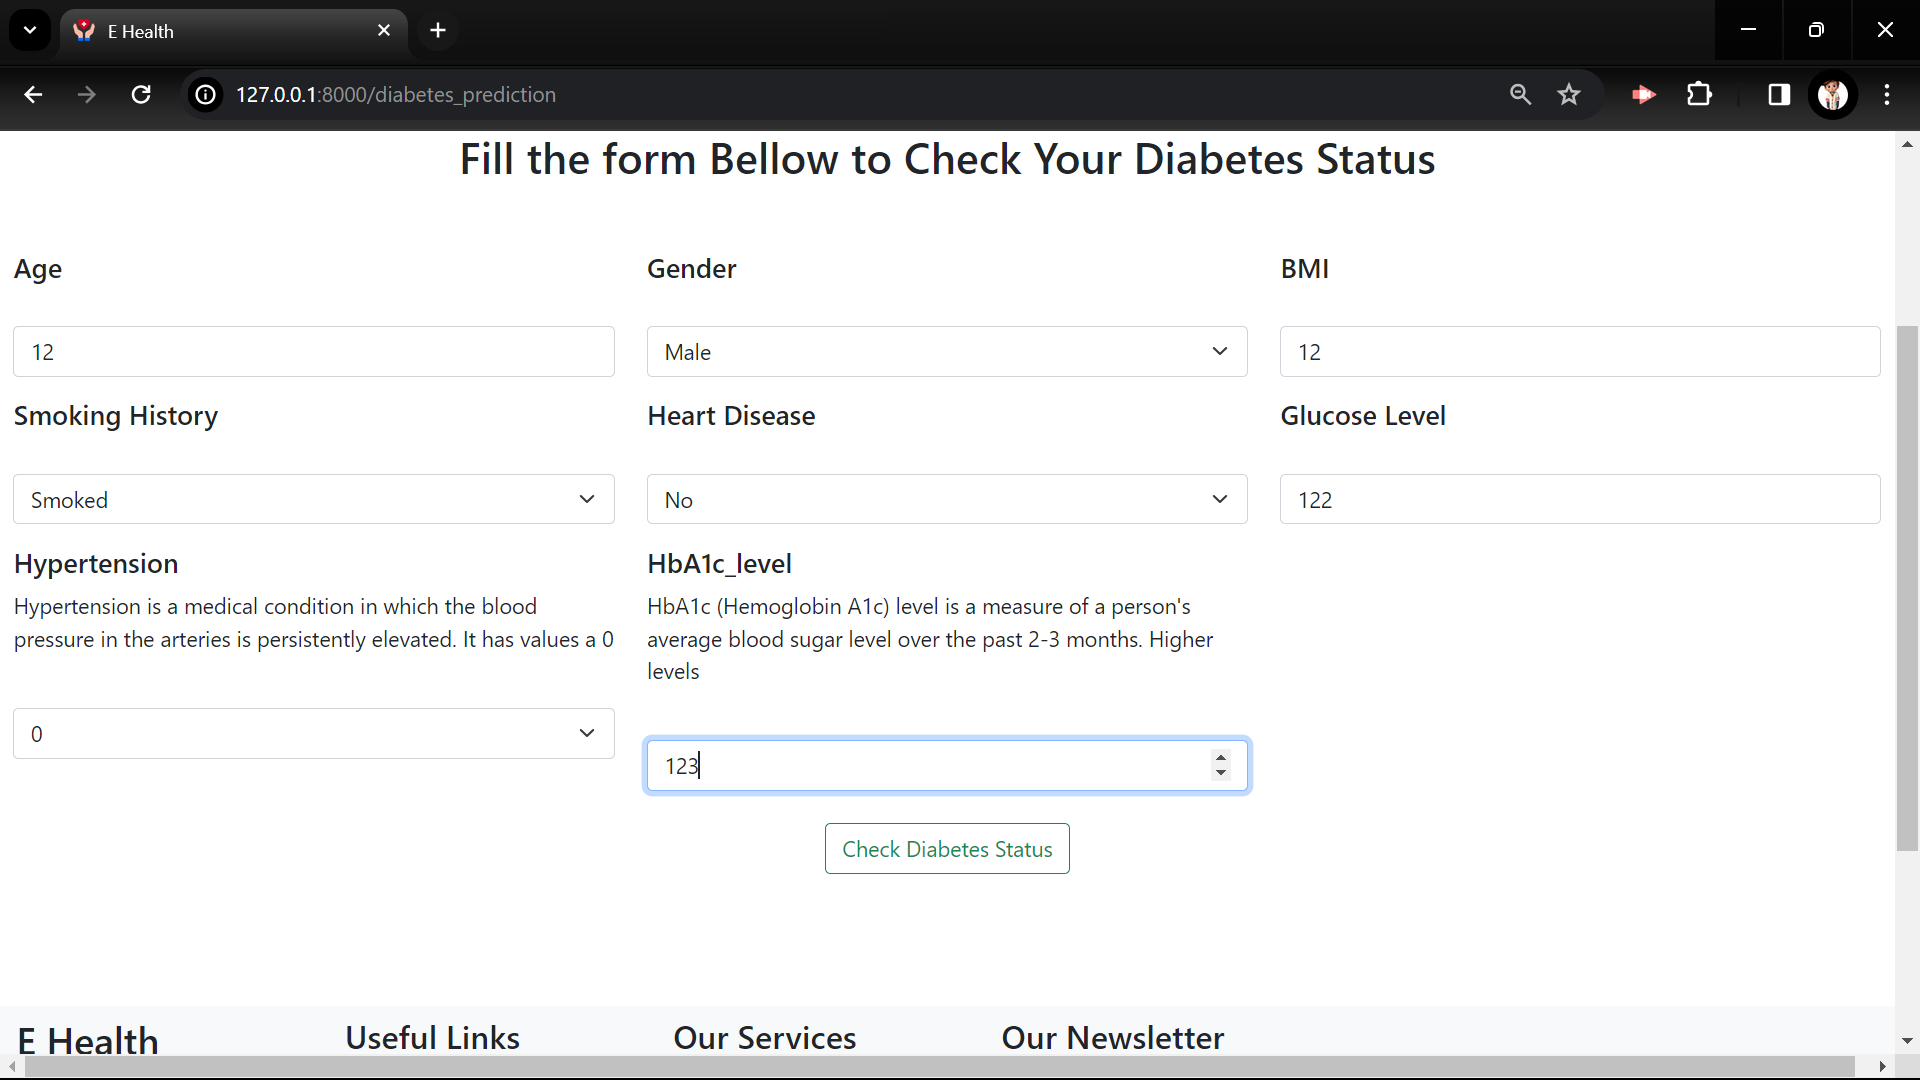 E Health
127.0.0.1:8000/diabetes_prediction
Fill the form Bellow to Check Your Diabetes Status
Age
Gender
BMI
12
Male
12
Smoking History
Heart Disease
Glucose Level
Smoked
No
122
Hypertension
Hypertension is a medical condition in which the blood
pressure in the arteries is persistently elevated. It has values a 0
0
HbA1c_level
HbA1c (Hemoglobin A1c) level is a measure of a person's
average blood sugar level over the past 2-3 months. Higher
levels
123
Check Diabetes Status
E Health
Useful Links
Our Services
Our Newsletter